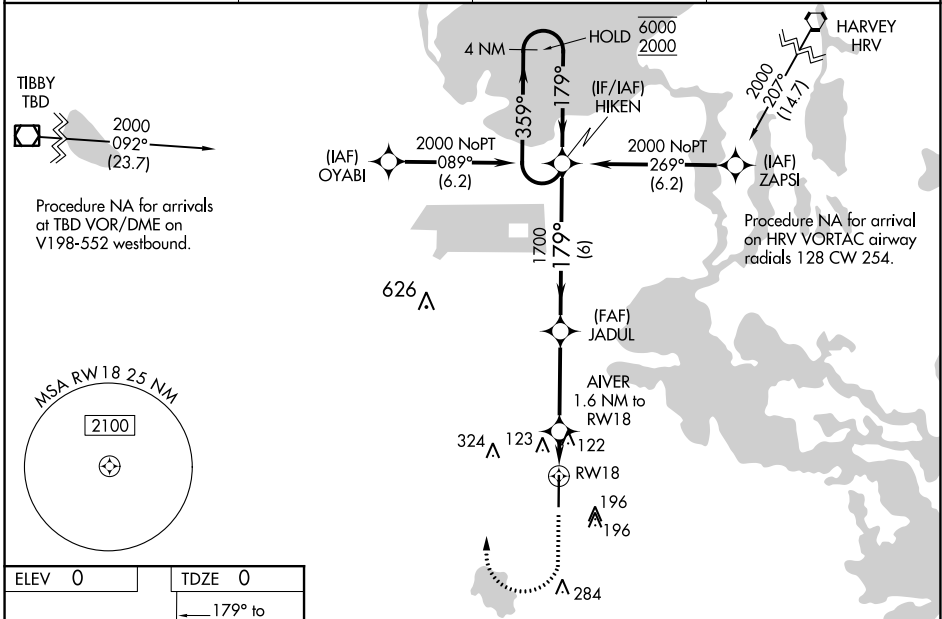 HARVEY
HRV
HOLD
6000
2000
4 NM
359°
179°
(IF/IAF)
HIKEN
2000
207°
(14.7)
TIBBY
TBD
2000
092°
(23.7)
(IAF)
OYABI
2000 NoPT
089°
(6.2)
2000 NoPT
269°
(6.2)
(IAF)
ZAPSI
Procedure NA for arrivals
at TBD VOR/DME on
V198-552 westbound.
Procedure NA for arrival
on HRV VORTAC airway
radials 128 CW 254.
1700
179°
(6)
626
(FAF)
JADUL
MSA RW18 25 NM
2100
AIVER
1.6 NM to
RW18
324
123
122
RW18
196
196
284
ELEV 0
TDZE 0
179° to